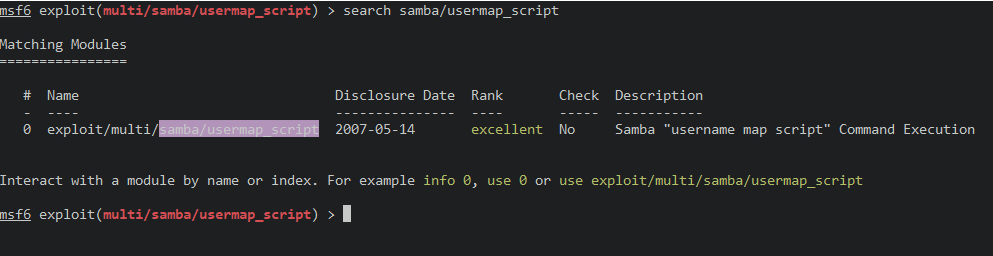 msf6 exploit(multi/samba/usermap_script) > search samba/usermap_script
Matching Modules
================
#  Name                                Disclosure Date  Rank       Check  Description
-  ----                                ---------------  ----       -----  -----------
0  exploit/multi/samba/usermap_script  2007-05-14       excellent  No     Samba "username map script" Command Execution
Interact with a module by name or index. For example info 0, use 0 or use exploit/multi/samba/usermap_script
msf6 exploit(multi/samba/usermap_script) >